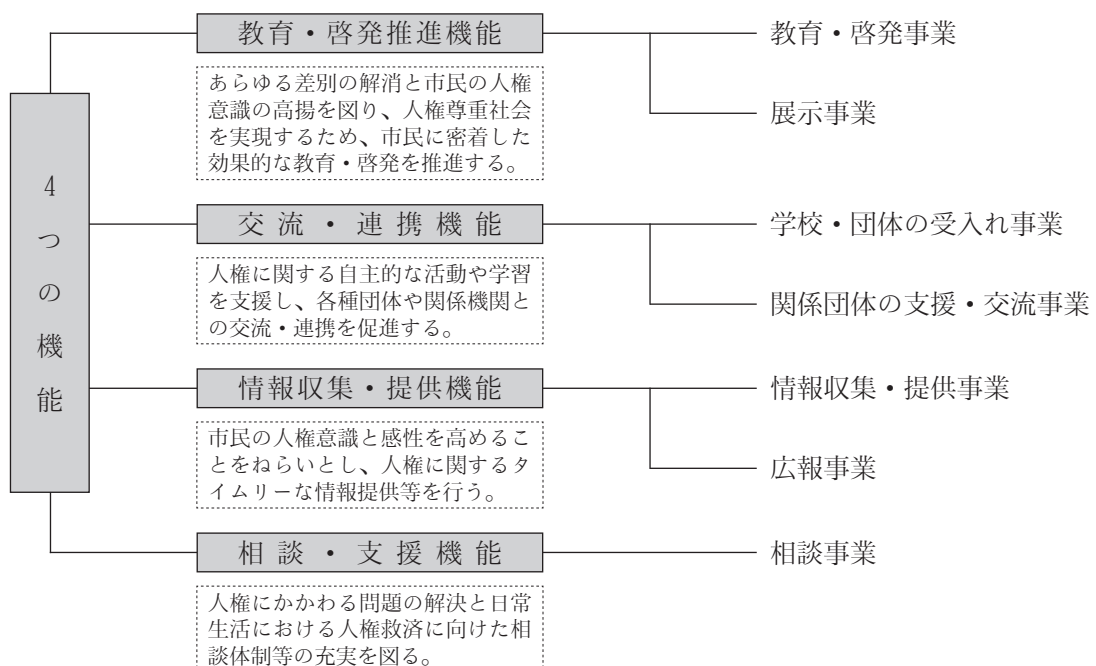 4つの機能
教育・啓発推進機能
あらゆる差別の解消と市民の人権
意識の高揚を図り、人権尊重社会
を実現するため、市民に密着した
効果的な教育・啓発を推進する。
教育・啓発事業
展示事業
交流・連携機能
人権に関する自主的な活動や学習
を支援し、各種団体や関係機関と
の交流・連携を促進する。
学校・団体の受入れ事業
関係団体の支援・交流事業
情報収集・提供機能
市民の人権意識と感性を高めるこ
とをねらいとし、人権に関するタ
イムリーな情報提供等を行う。
情報収集・提供事業
広報事業
相談・支援機能
人権にかかわる問題の解決と日常
生活における人権救済に向けた相
談体制等の充実を図る。
相談事業